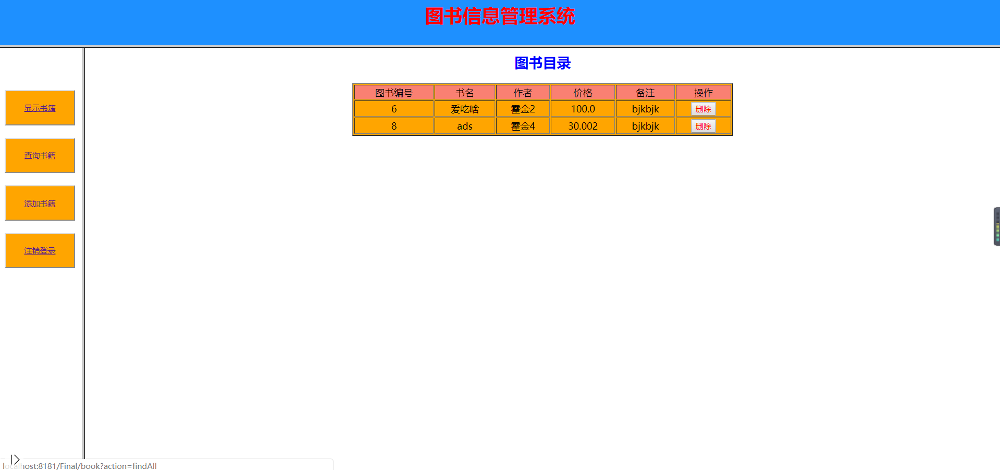 图书信息管理系统
显示书籍
查询书籍
添加书籍
注销登录
图书目录
图书编号 书名 作者 价格 备注 操作
6 爱吃啥 霍金2 100.0 bjkbjk 删除
8 ads 霍金4 30.002 bjkbjk 删除
localhost:8181/Final/book?action=findAll